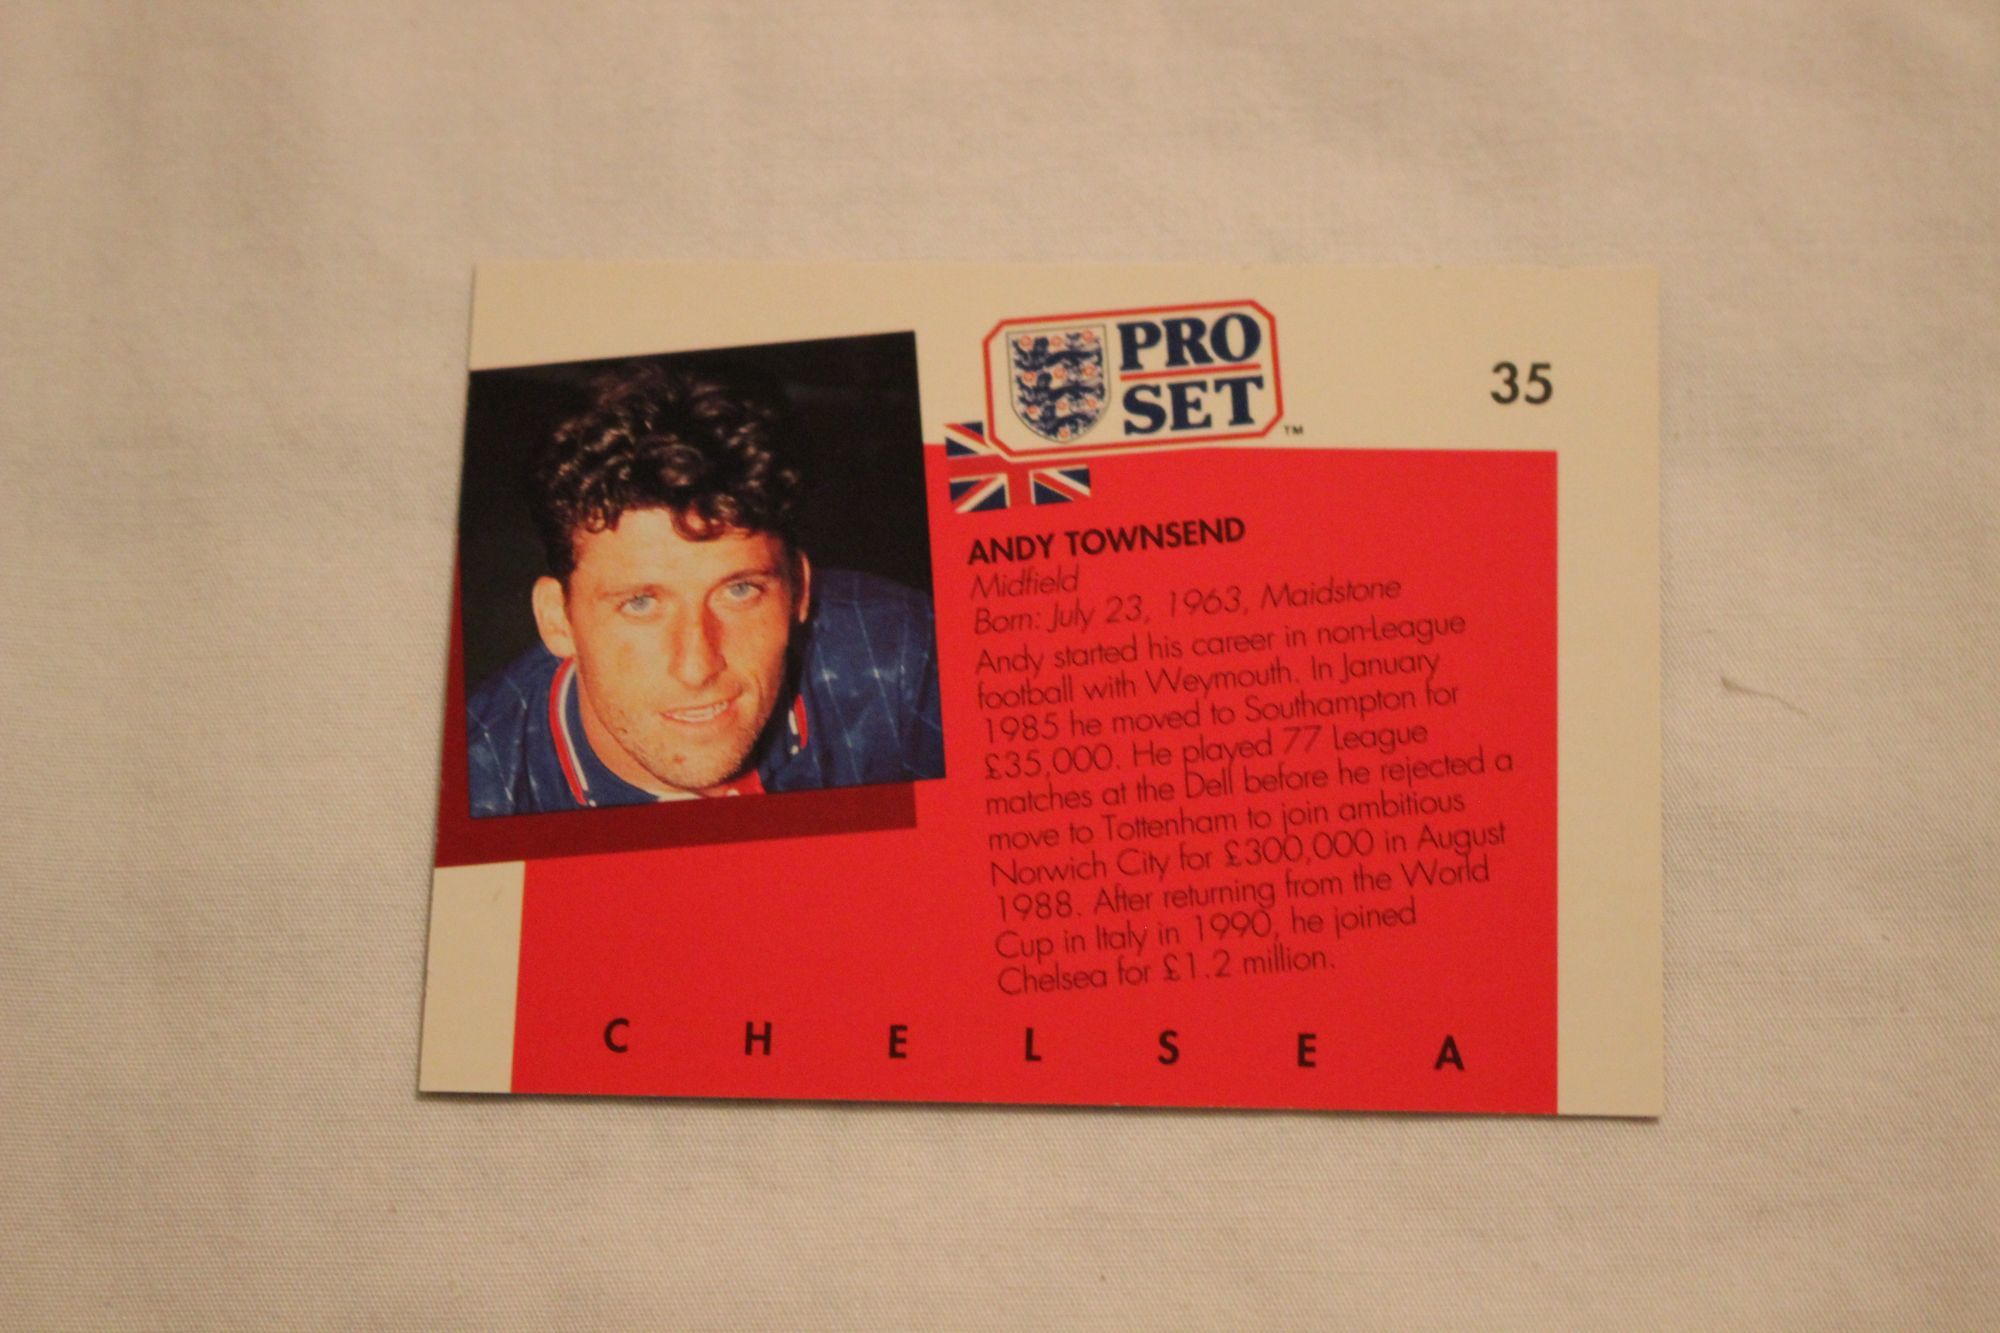 PRO
SET
TM
35
ANDY TOWNSEND
Midfield
Born: July 23, 1963, Maidstone
Andy started his career in non-League
football with Weymouth. In January
1985 he moved to Southampton for
£35,000. He played 77 League
matches at the Dell before he rejected a
move to Tottenham to join ambitious
Norwich City for £300,000 in August
1988. After returning from the World
Cup in Italy in 1990, he joined
Chelsea for £1.2 million.
CHELSEA